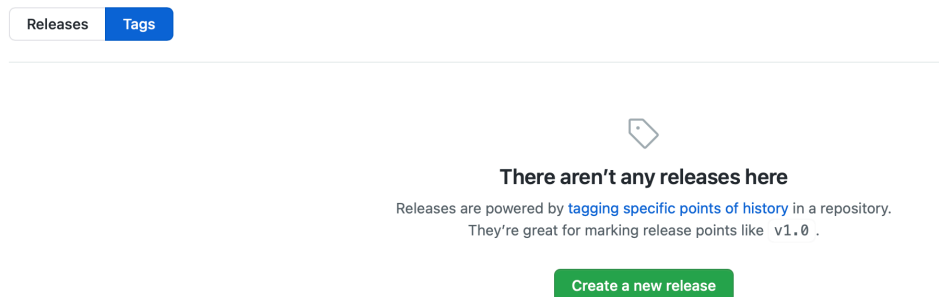 Releases Tags
There aren’t any releases here
Releases are powered by tagging specific points of history in a repository.
They’re great for marking release points like v1.0 .
Create a new release